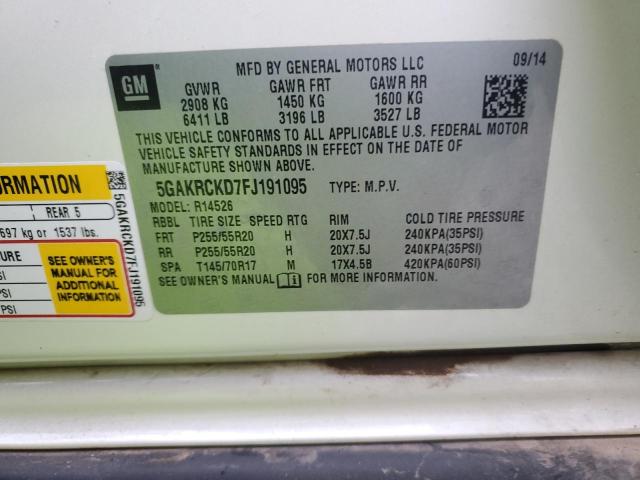 GM
MFD BY GENERAL MOTORS LLC 09/14
GVWR GAWR FRT GAWR RR
2908 KG 1450 KG 1600 KG
6411 LB 3196 LB 3527 LB
THIS VEHICLE CONFORMS TO ALL APPLICABLE U.S. FEDERAL MOTOR
VEHICLE SAFETY STANDARDS IN EFFECT ON THE DATE OF
MANUFACTURE SHOWN ABOVE.
5GAKRCKD7FJ191095 TYPE: M.P.V.
MODEL: R14526
RBBL TIRE SIZE SPEED RTG RIM COLD TIRE PRESSURE
FRT P255/55R20 H 20X7.5J 240KPA(35PSI)
RR P255/55R20 H 20X7.5J 240KPA(35PSI)
SPA T145/70R17 M 17X4.5B 420KPA(60PSI)
SEE OWNER'S MANUAL FOR MORE INFORMATION
ORMATION
REAR 5
697 kg or 1537 lbs.
SEE OWNER'S
MANUAL FOR
ADDITIONAL
INFORMATION
SI
PSI
PSI
5GAKRCKD7FJ191095